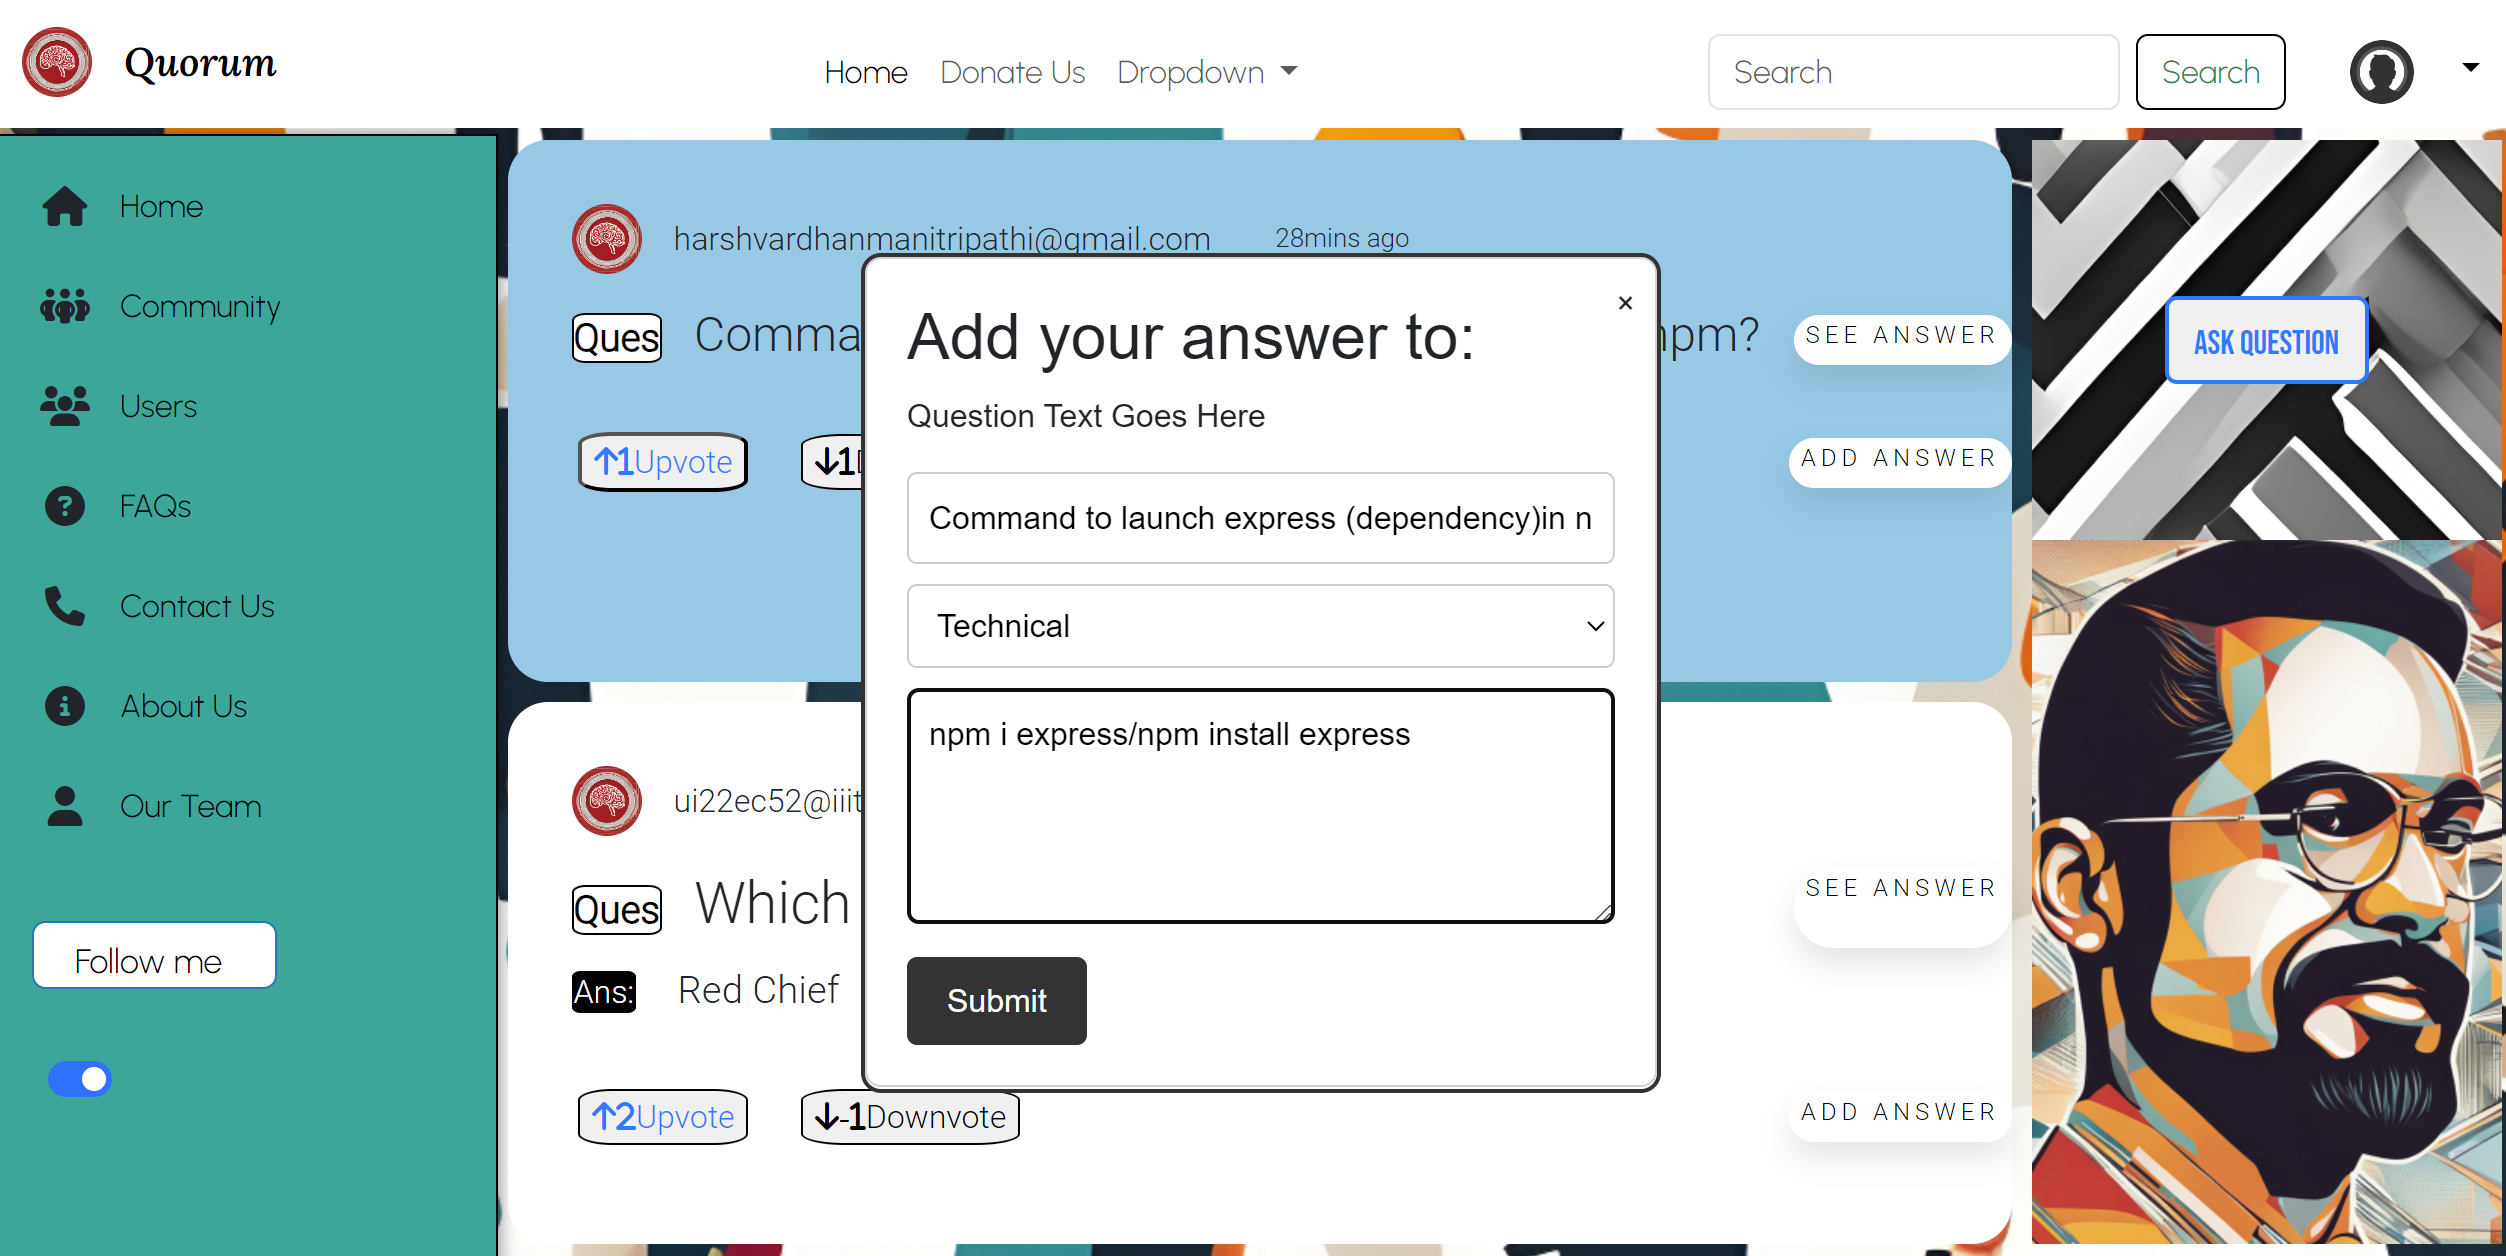 Quorum
Home Donate Us Dropdown
Search
Search
Home
Community
Users
FAQs
Contact Us
About Us
Our Team
Follow me
harshvardhanmanitripathi@gmail.com 28mins ago
Ques Comma npm?
SEE ANSWER
↑1Upvote ↓1
ADD ANSWER
Add your answer to:
×
Question Text Goes Here
Command to launch express (dependency)in n
Technical
npm i express/npm install express
Submit
ui22ec52@iiit
Ques Which
SEE ANSWER
Ans: Red Chief
↑2Upvote ↓-1Downvote
ADD ANSWER
ASK QUESTION